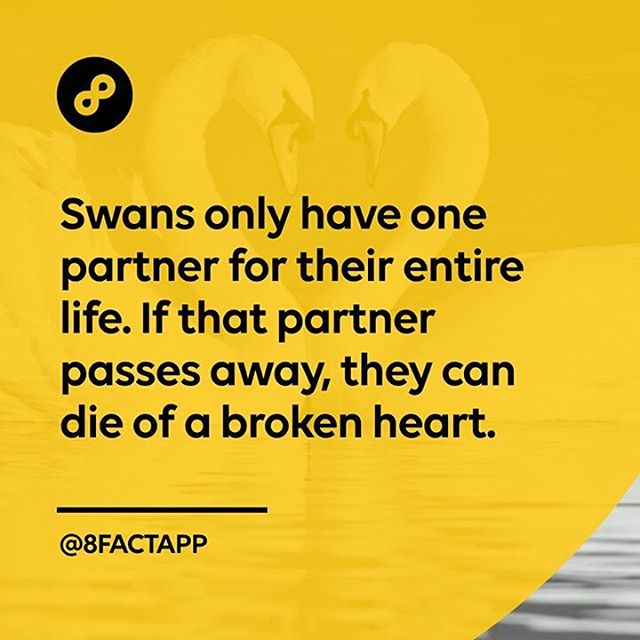 Swans only have one
partner for their entire
life. If that partner
passes away, they can
die of a broken heart.
@8FACTAPP